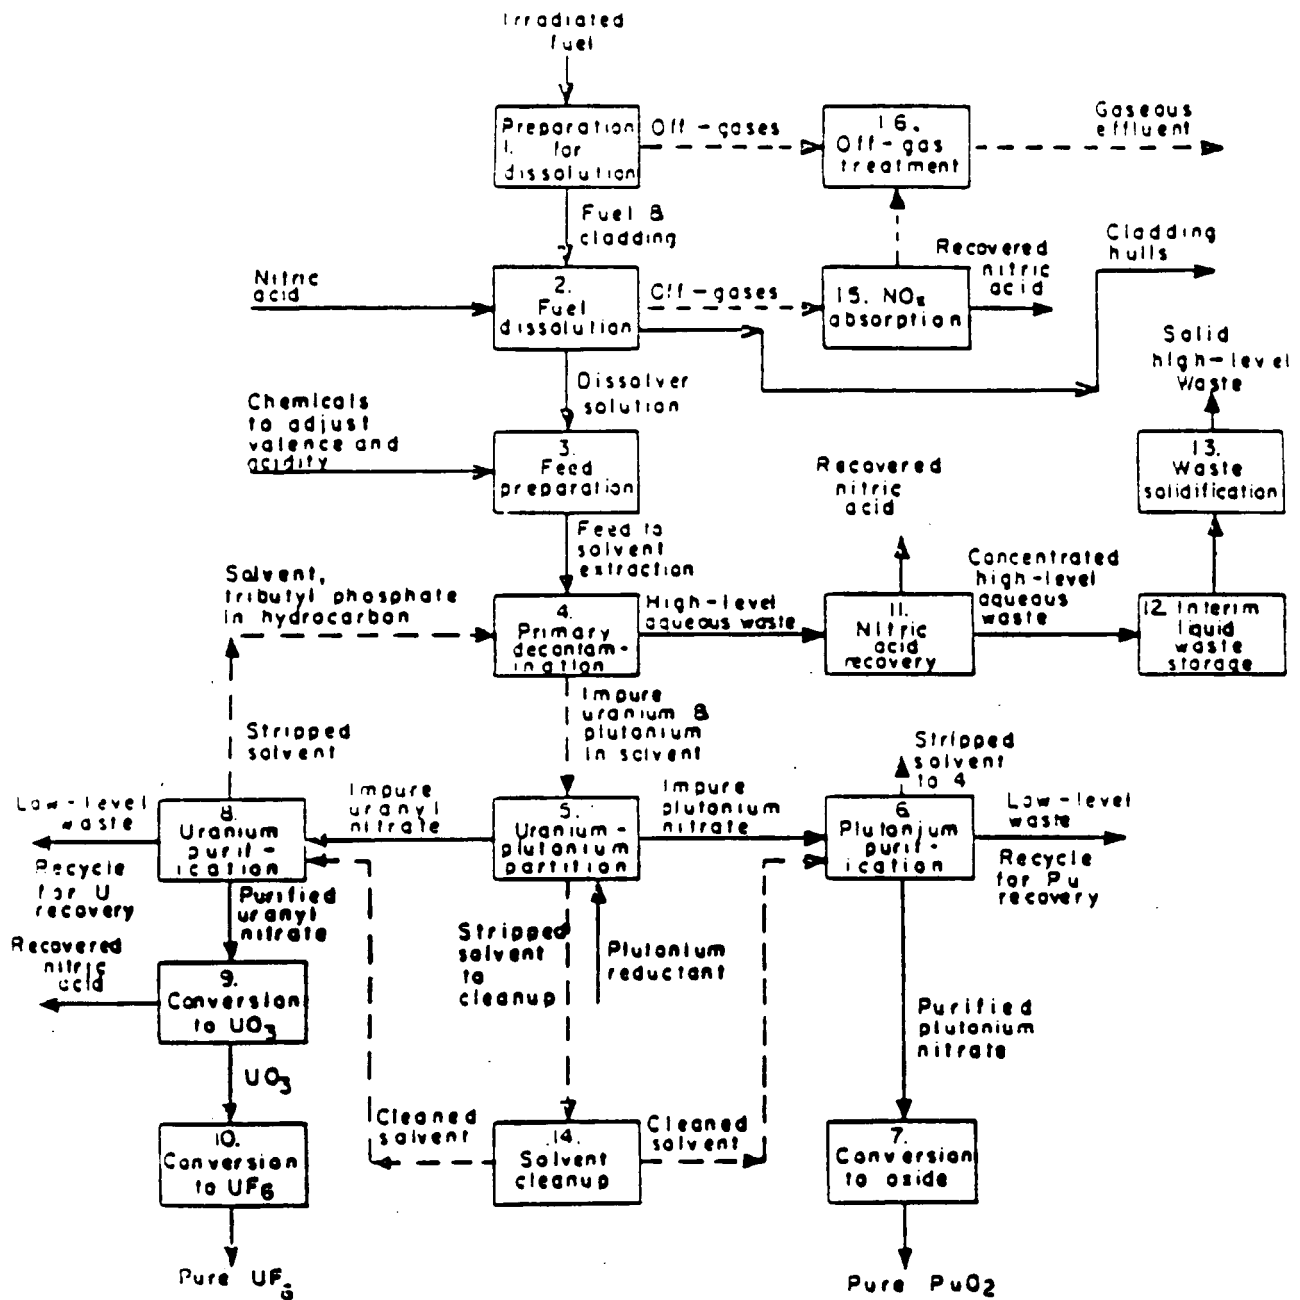 Irradiated
fuel
Preparation
1. for
dissolution
Off-gases
16.
Off-gas
treatment
Gaseous
effluent
Fuel &
cladding
Nitric
acid
2.
Fuel
dissolution
Off-gases
15. NOx
absorption
Recovered
nitric
acid
Cladding
hulls
Dissolver
solution
Solid
high-level
Waste
Chemicals
to adjust
valence and
acidity
3.
Feed
preparation
Recovered
nitric
acid
13.
Waste
solidification
Feed to
solvent
extraction
Solvent,
tributyl phosphate
in hydrocarbon
4.
Primary
decontam-
ination
High-level
aqueous waste
11.
Nitric
acid
recovery
Concentrated
high-level
aqueous
waste
12. Interim
liquid
waste
storage
Impure
uranium &
plutonium
in solvent
Stripped
solvent
Stripped
solvent
to 4
Low-level
waste
8.
Uranium
purif-
ication
Impure
uranyl
nitrate
5.
Uranium-
plutonium
partition
Impure
plutonium
nitrate
6.
Plutonium
purif-
ication
Low-level
waste
Recycle
for U
recovery
Purified
uranyl
nitrate
Recycle
for Pu
recovery
Stripped
solvent
to
cleanup
Plutonium
reductant
Recovered
nitric
acid
9.
Conversion
to UO3
Purified
plutonium
nitrate
UO3
Cleaned
solvent
14.
Solvent
cleanup
Cleaned
solvent
10.
Conversion
to UF6
7.
Conversion
to oxide
Pure UF6
Pure PuO2